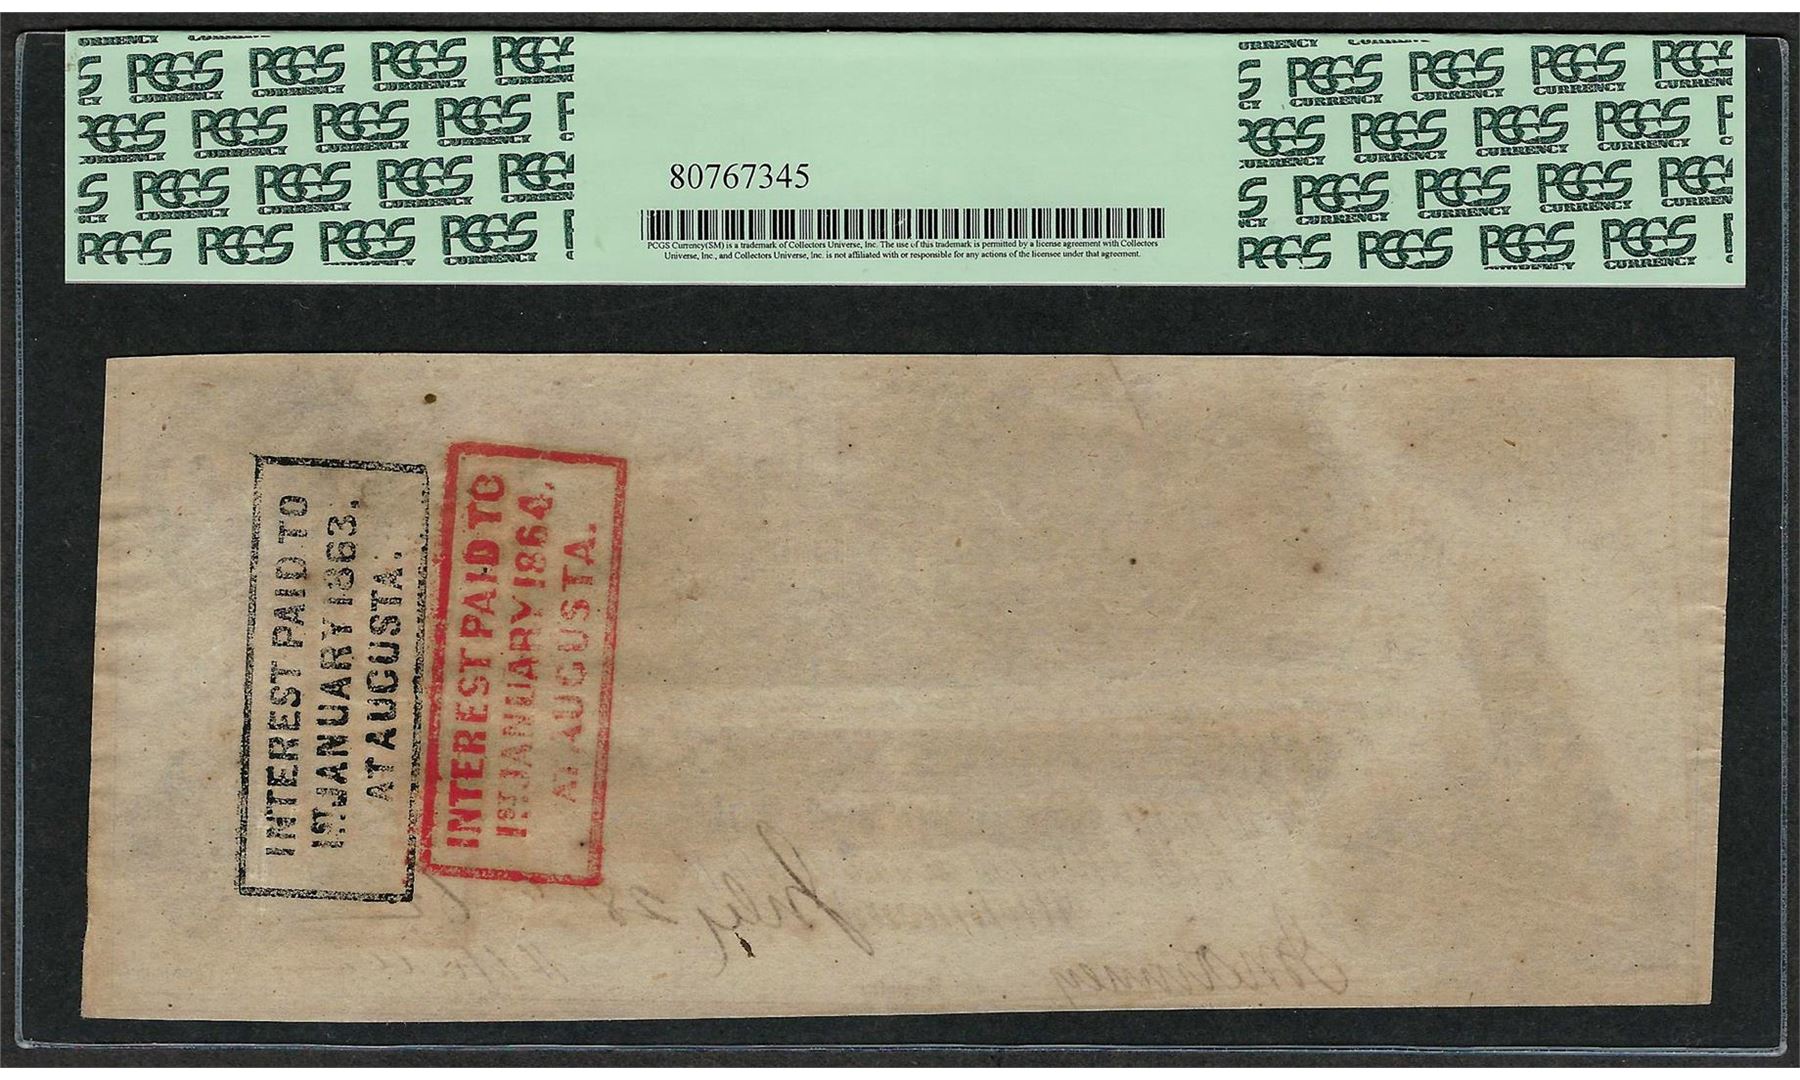 PCGS CURRENCY
80767345
PCGS Currency(SM) is a trademark of Collectors Universe, Inc. The use of this trademark is permitted by a license agreement with Collectors
Universe, Inc., and Collectors Universe, Inc. is not affiliated with or responsible for any actions of the licensee under that agreement.
INTEREST PAID TO
1ST JANUARY 1863.
AT AUGUSTA.
INTEREST PAID TO
1ST JANUARY 1864.
AT AUGUSTA.
July 28